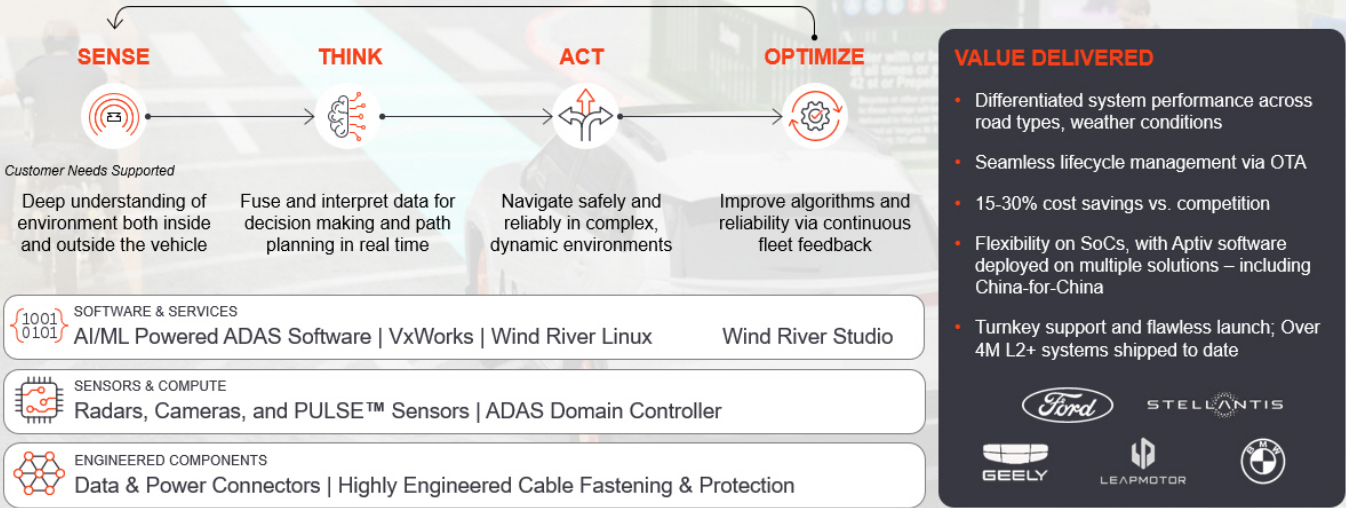 SENSE
THINK
ACT
OPTIMIZE
Customer Needs Supported
Deep understanding of
environment both inside
and outside the vehicle
Fuse and interpret data for
decision making and path
planning in real time
Navigate safely and
reliably in complex,
dynamic environments
Improve algorithms and
reliability via continuous
fleet feedback
{1001
0101}
SOFTWARE & SERVICES
AI/ML Powered ADAS Software | VxWorks | Wind River Linux
Wind River Studio
SENSORS & COMPUTE
Radars, Cameras, and PULSE™ Sensors | ADAS Domain Controller
ENGINEERED COMPONENTS
Data & Power Connectors | Highly Engineered Cable Fastening & Protection
VALUE DELIVERED
• Differentiated system performance across
road types, weather conditions
• Seamless lifecycle management via OTA
• 15-30% cost savings vs. competition
• Flexibility on SoCs, with Aptiv software
deployed on multiple solutions – including
China-for-China
• Turnkey support and flawless launch; Over
4M L2+ systems shipped to date
Ford
STELLANTIS
GEELY
LEAPMOTOR
BMW